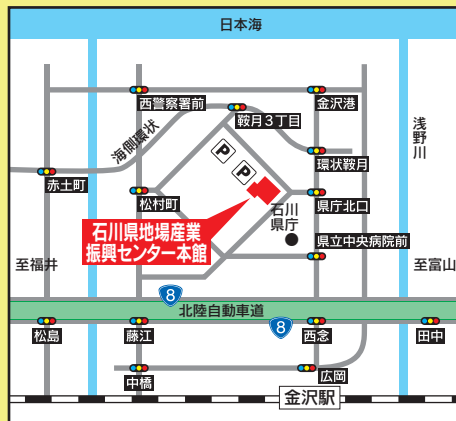 日本海
西警察署前
金沢港
鞍月3丁目
海側環状
浅野川
P
P
環状鞍月
赤土町
松村町
県庁北口
石川
県庁
石川県地場産業
振興センター本館
県立中央病院前
至福井
至富山
8
北陸自動車道
8
松島
藤江
西念
田中
中橋
広岡
金沢駅